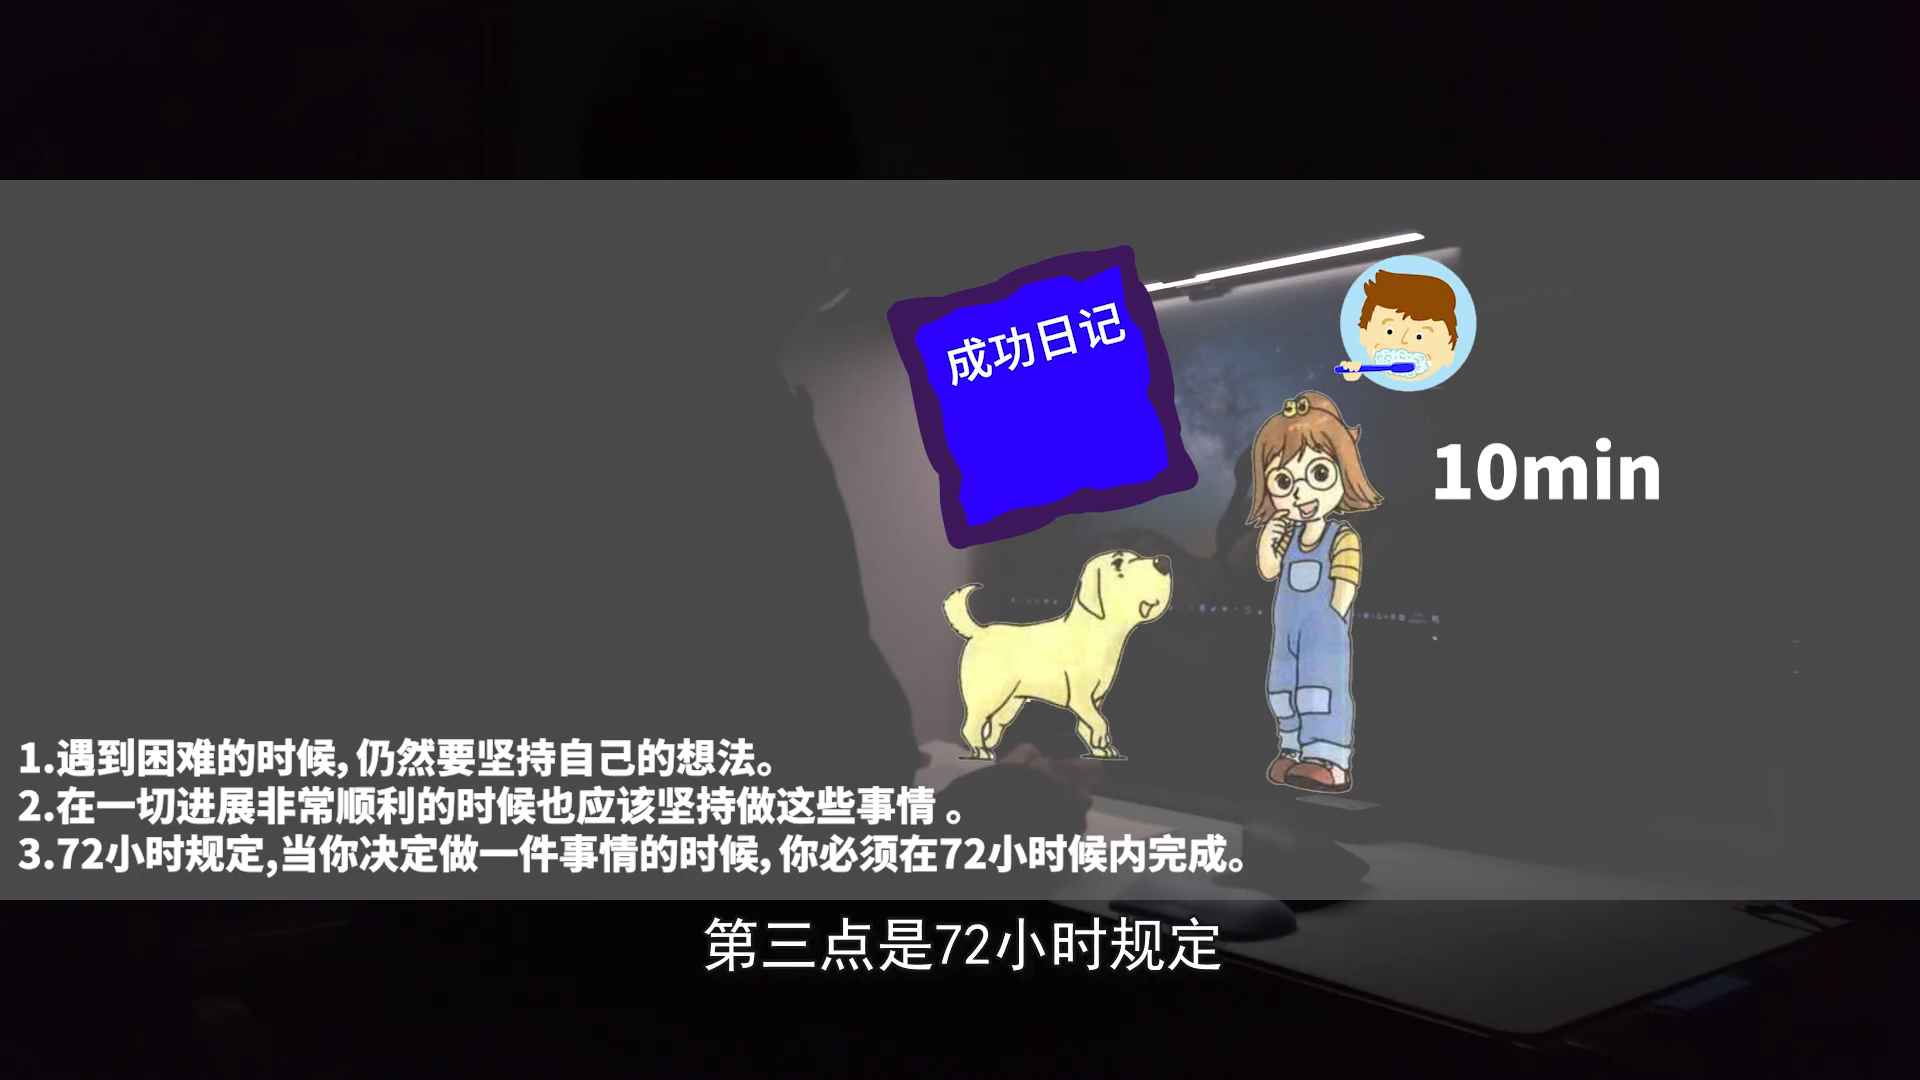 成功日记
10min
1.遇到困难的时候,仍然要坚持自己的想法。
2.在一切进展非常顺利的时候也应该坚持做这些事情 。
3.72小时规定,当你决定做一件事情的时候,你必须在72小时候内完成。
第三点是72小时规定